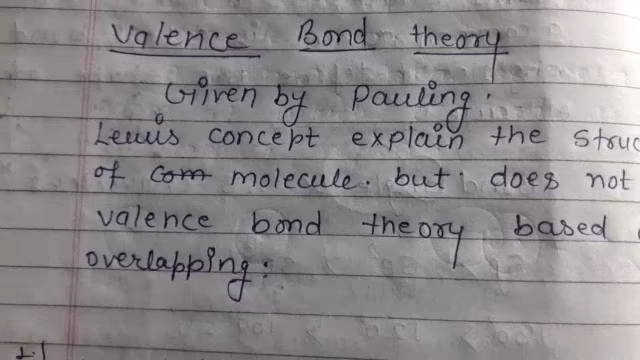 Valence Bond theory
Given by Pauling.
Lewis concept explain the struc
of com molecule. but does not
valence bond theory based
overlapping.